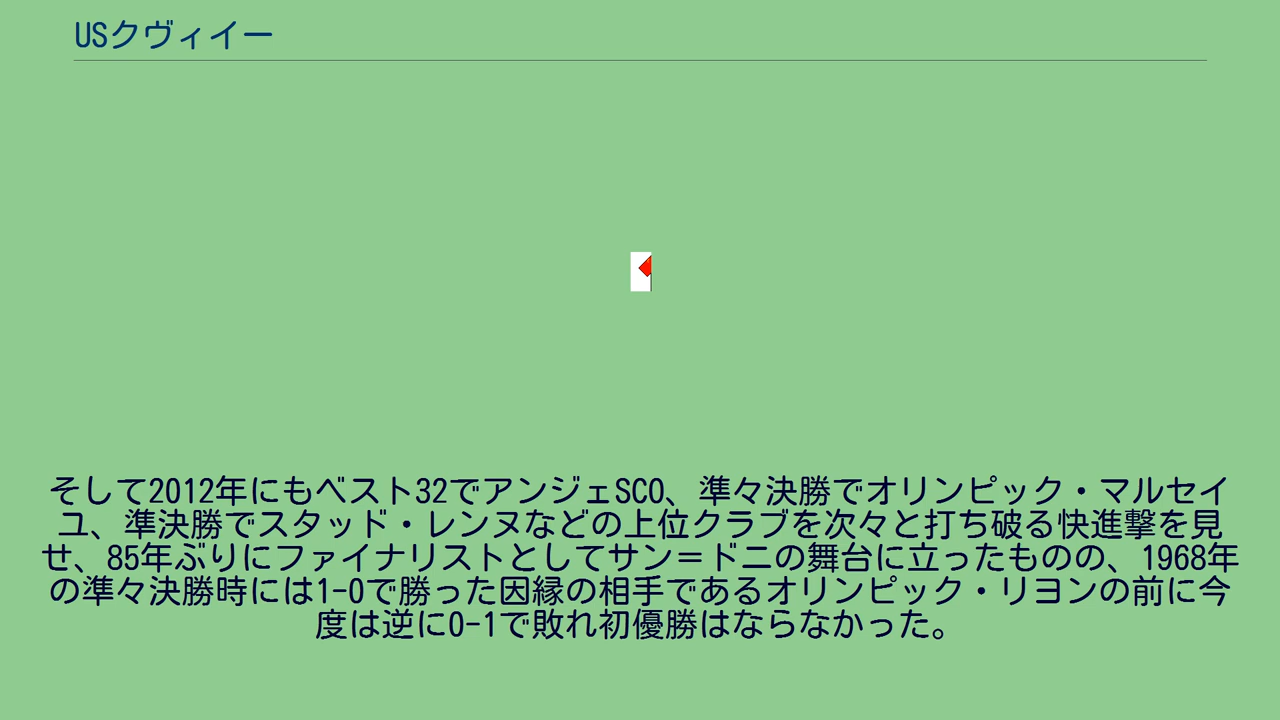 USクヴィイー
そして2012年にもベスト32でアンジェSCO、準々決勝でオリンピック・マルセイ
ユ、準決勝でスタッド・レンヌなどの上位クラブを次々と打ち破る快進撃を見
せ、85年ぶりにファイナリストとしてサン＝ドニの舞台に立ったものの、1968年
の準々決勝時には1-0で勝った因縁の相手であるオリンピック・リヨンの前に今
度は逆に0-1で敗れ初優勝はならなかった。